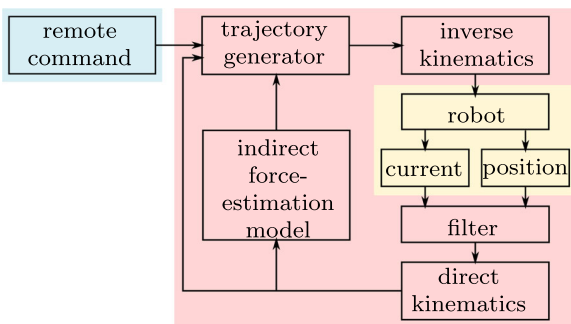 remote
command
trajectory
generator
inverse
kinematics
robot
current
position
indirect
force-
estimation
model
filter
direct
kinematics